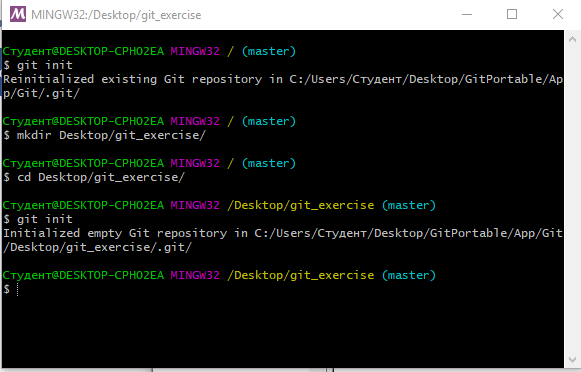 MINGW32:/Desktop/git_exercise
Студент@DESKTOP-CPHO2EA MINGW32 / (master)
$ git init
Reinitialized existing Git repository in C:/Users/Студент/Desktop/GitPortable/Ap
p/Git/.git/
Студент@DESKTOP-CPHO2EA MINGW32 / (master)
$ mkdir Desktop/git_exercise/
Студент@DESKTOP-CPHO2EA MINGW32 / (master)
$ cd Desktop/git_exercise/
Студент@DESKTOP-CPHO2EA MINGW32 /Desktop/git_exercise (master)
$ git init
Initialized empty Git repository in C:/Users/Студент/Desktop/GitPortable/App/Git
/Desktop/git_exercise/.git/
Студент@DESKTOP-CPHO2EA MINGW32 /Desktop/git_exercise (master)
$